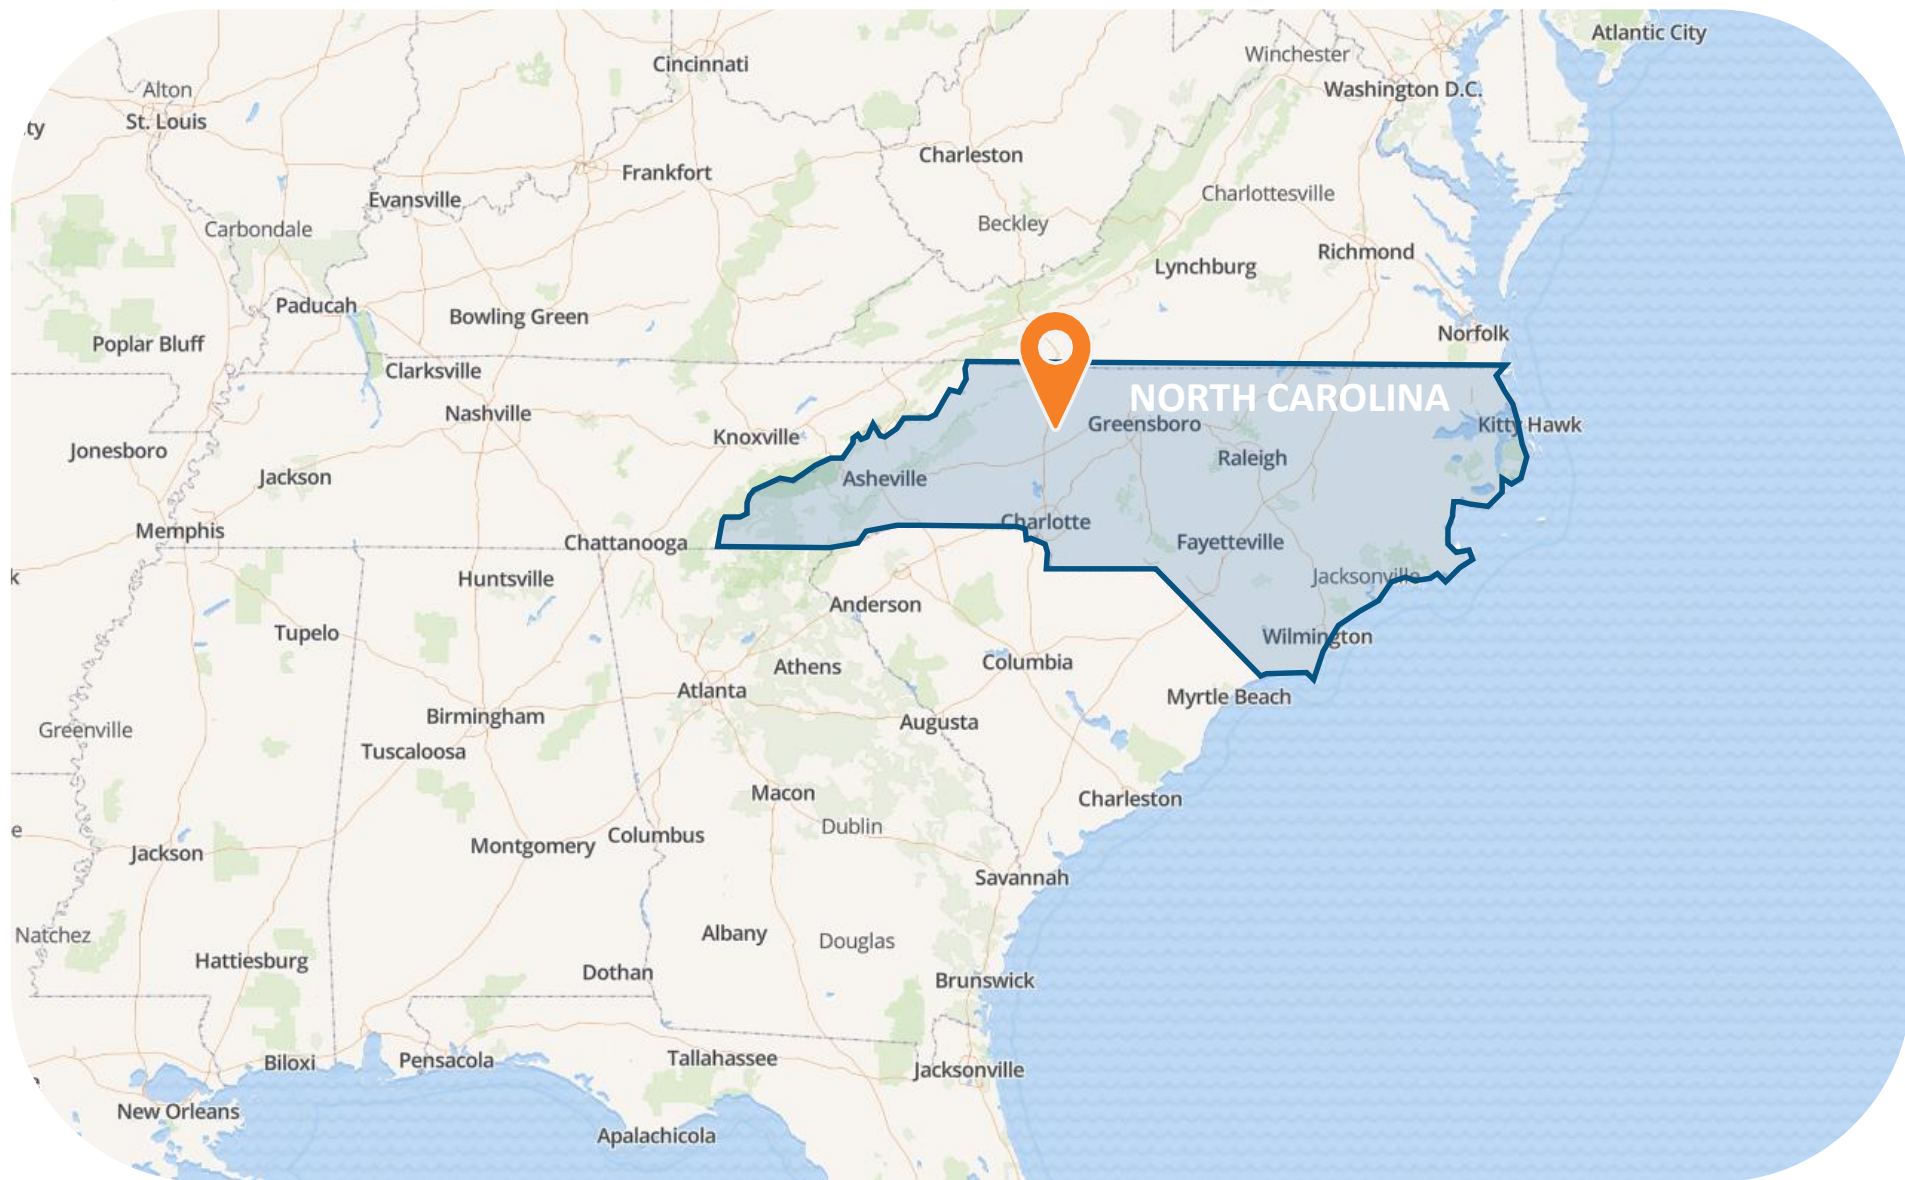 Atlantic City
Winchester
Cincinnati
Washington D.C.
Alton
St. Louis
ty
Charleston
Frankfort
Charlottesville
Evansville
Beckley
Carbondale
Richmond
Lynchburg
Paducah
Bowling Green
Norfolk
Poplar Bluff
Clarksville
NORTH CAROLINA
Nashville
Greensboro
Kitty Hawk
Knoxville
Jonesboro
Raleigh
Jackson
Asheville
Charlotte
Memphis
Chattanooga
Fayetteville
k
Huntsville
Jacksonville
Anderson
Tupelo
Wilmington
Columbia
Athens
Atlanta
Myrtle Beach
Birmingham
Augusta
Greenville
Tuscaloosa
Macon
Charleston
Dublin
e
Columbus
Montgomery
Jackson
Savannah
Natchez
Albany
Douglas
Hattiesburg
Dothan
Brunswick
Biloxi
Pensacola
Tallahassee
Jacksonville
New Orleans
Apalachicola